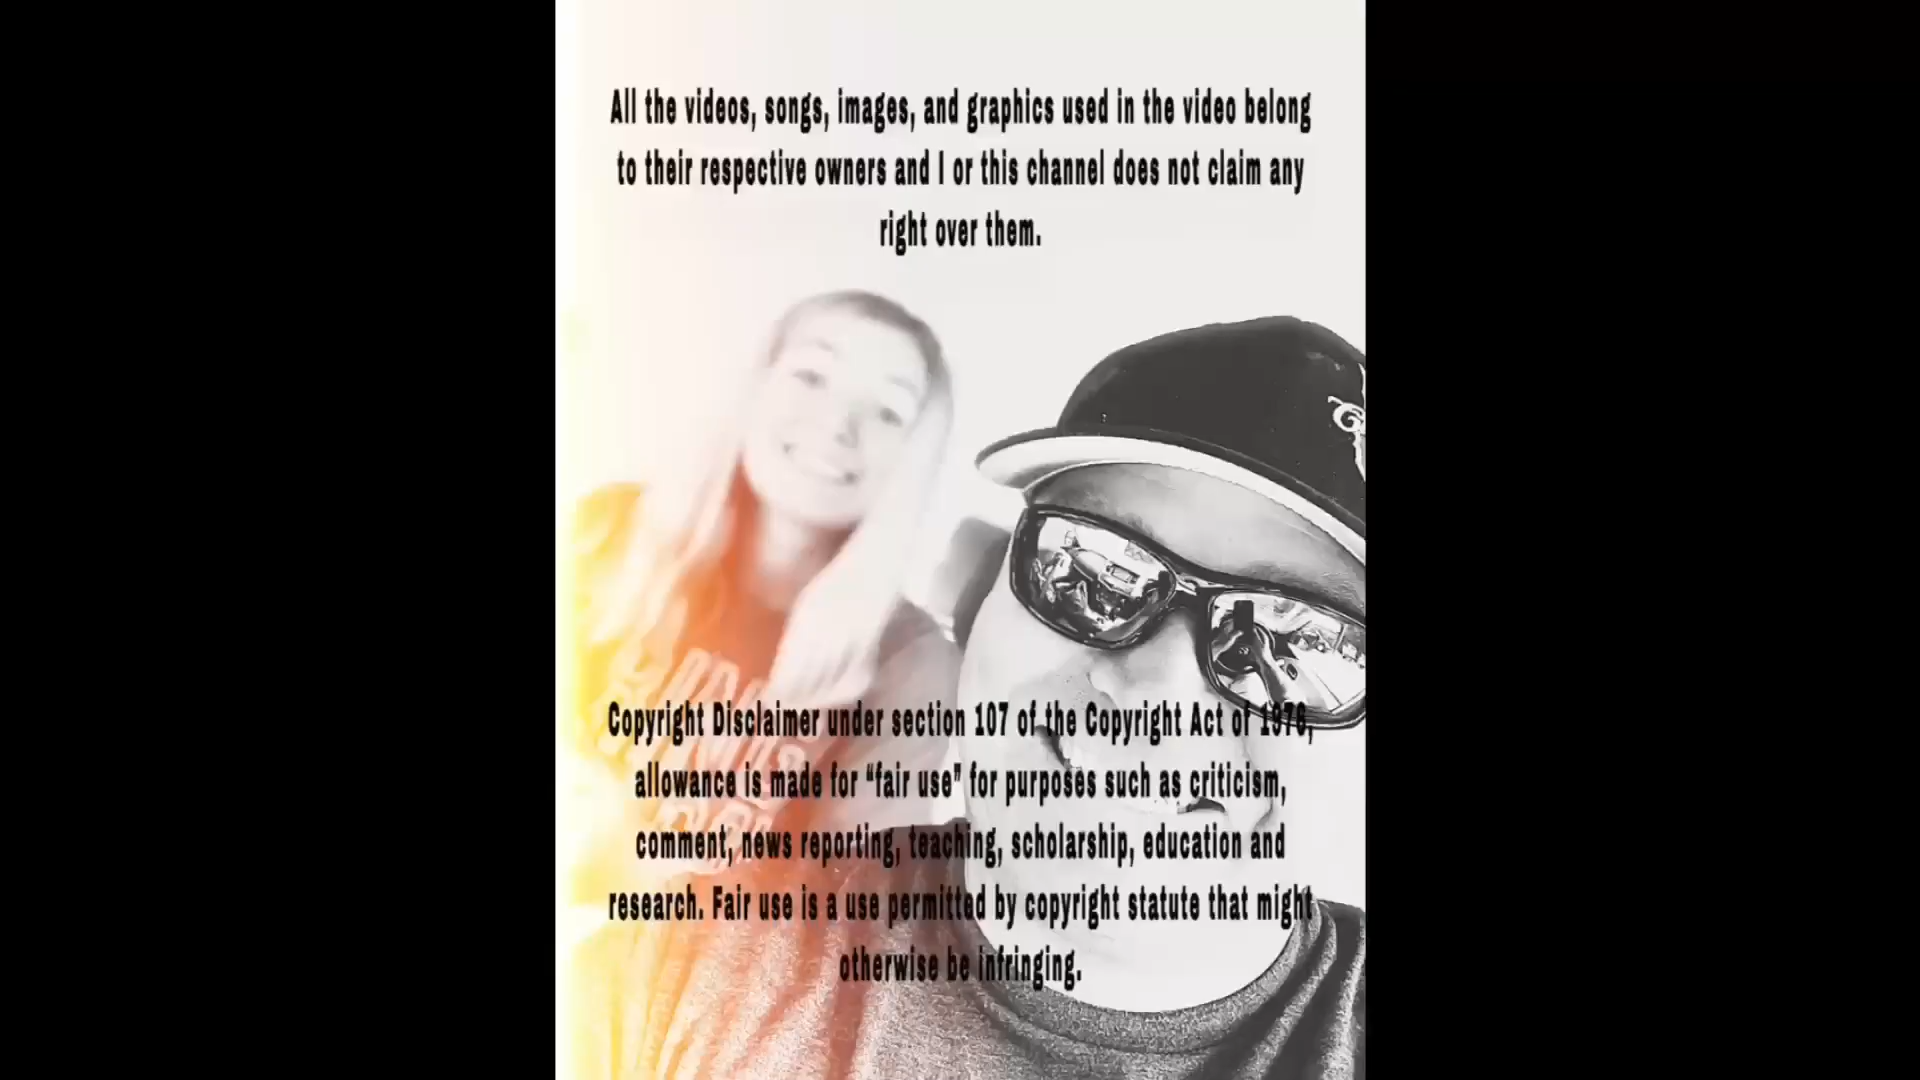 All the videos, songs, images, and graphics used in the video belong
to their respective owners and I or this channel does not claim any
right over them.
Copyright Disclaimer under section 107 of the Copyright Act of 1976,
allowance is made for “fair use” for purposes such as criticism,
comment, news reporting, teaching, scholarship, education and
research. Fair use is a use permitted by copyright statute that might
otherwise be infringing.